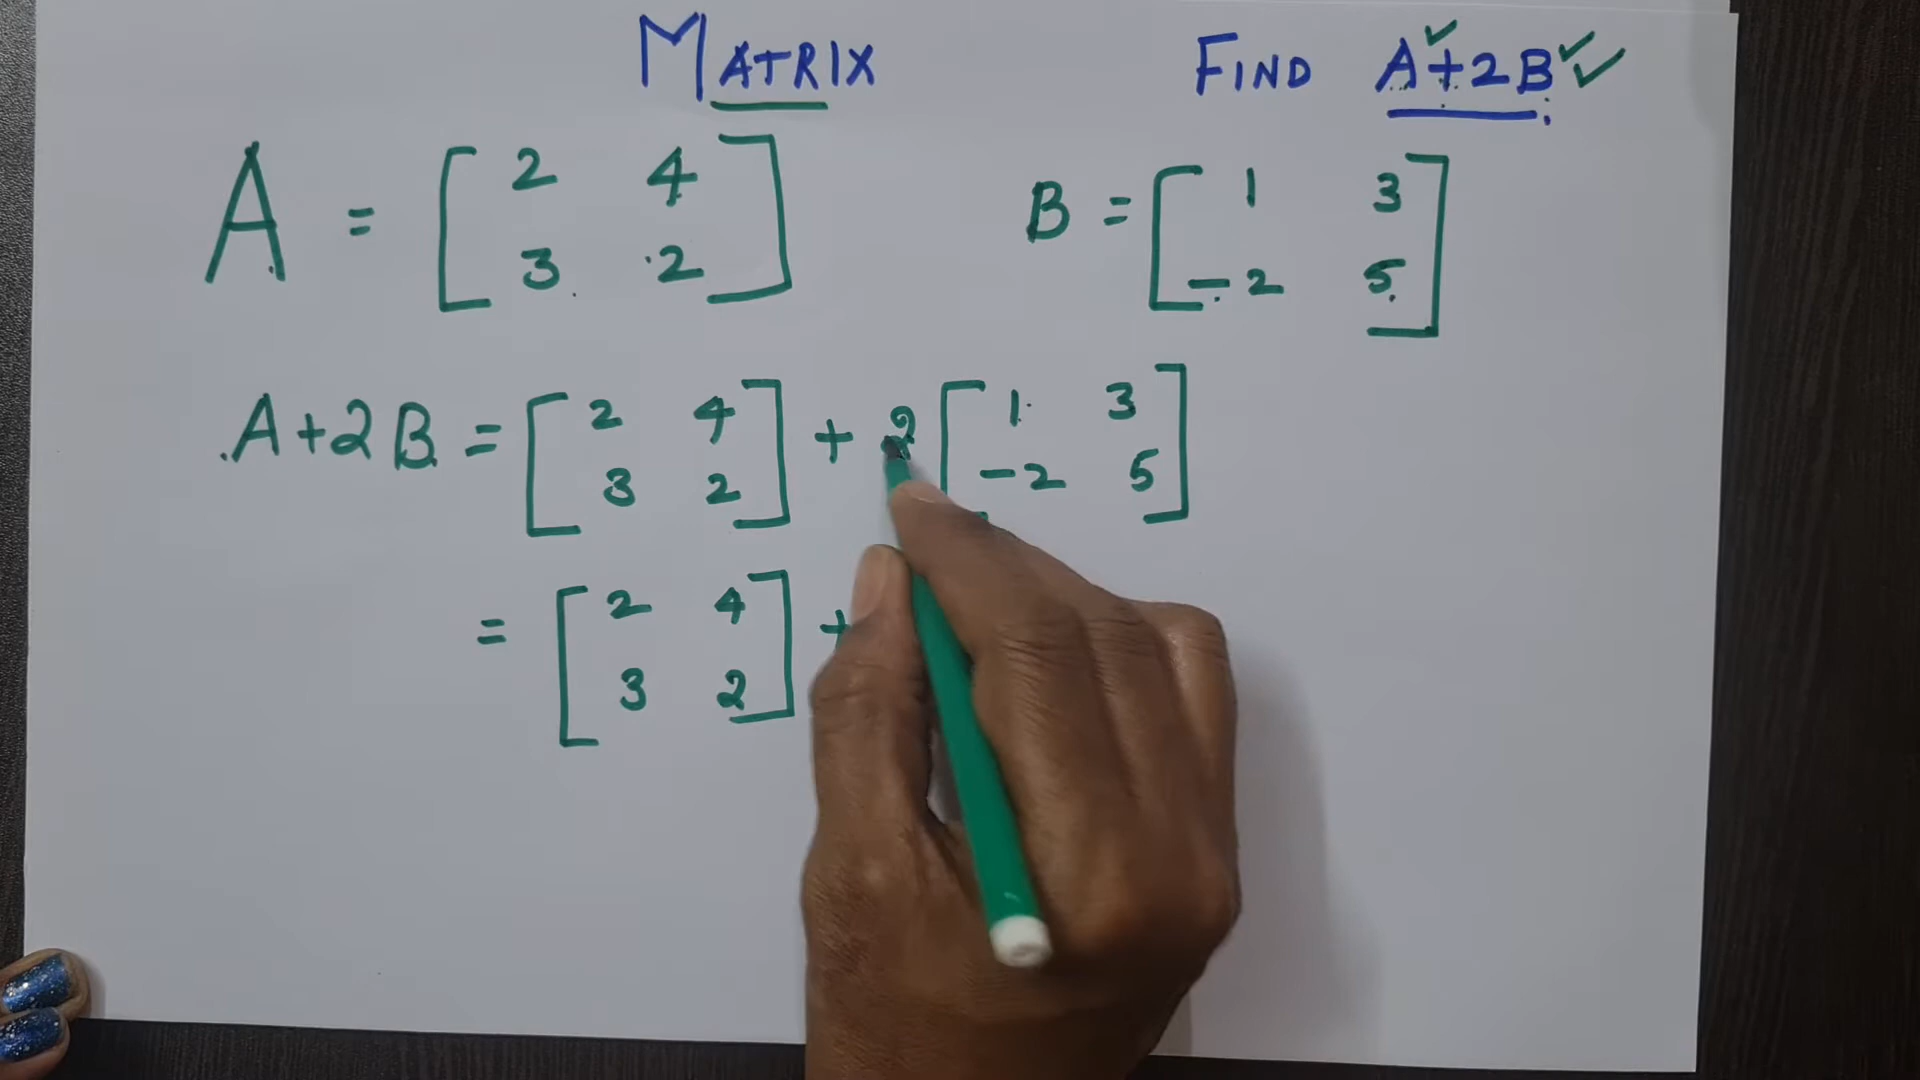 MATRIX FIND A+2B ✓✓✓
A = [2 4
3 2] B = [1 3
-2 5]
A+2B = [2 4
3 2] + 2 [1 3
-2 5]
= [2 4
3 2] +